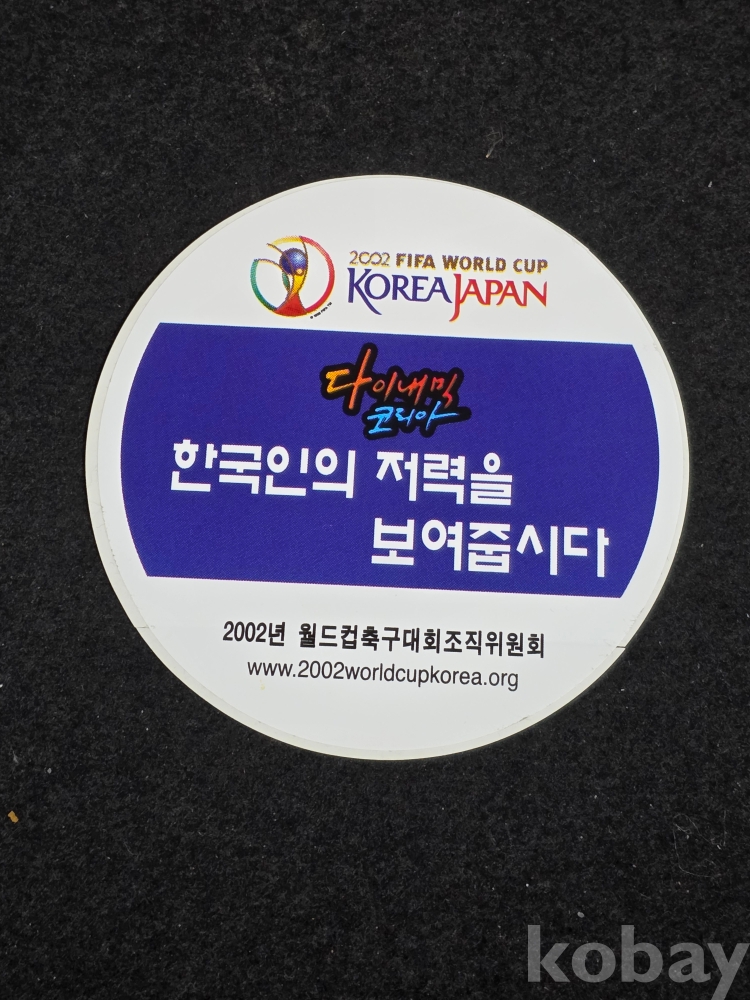 2002 FIFA WORLD CUP
KOREA JAPAN
다이내믹
코리아
한국인의 저력을
보여줍시다
2002년 월드컵축구대회조직위원회
www.2002worldcupkorea.org
kobay